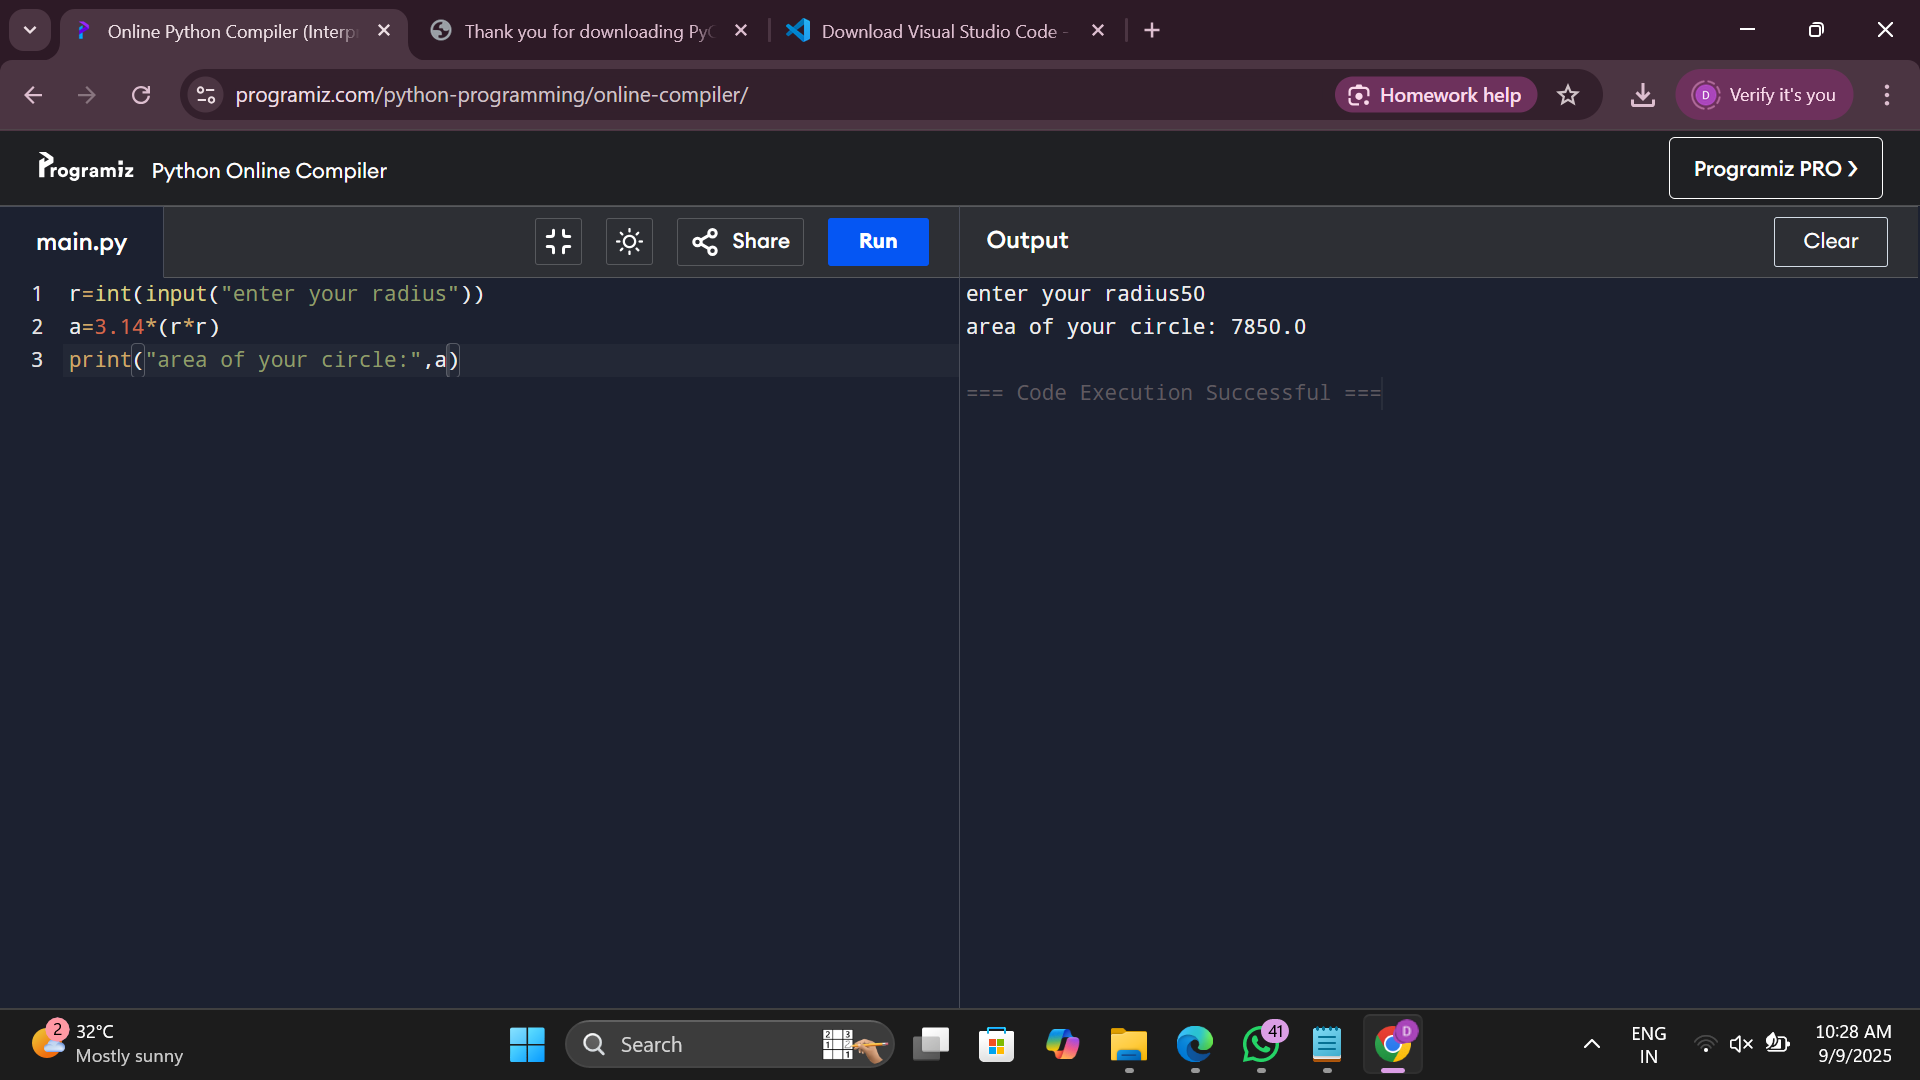 Online Python Compiler (Interp
Thank you for downloading PyC
Download Visual Studio Code -
programiz.com/python-programming/online-compiler/
Homework help
D
Verify it's you
Programiz
Python Online Compiler
Programiz PRO
main.py
Share
Run
Output
Clear
1 r=int(input("enter your radius"))
2 a=3.14*(r*r)
3 print("area of your circle:",a)
enter your radius50
area of your circle: 7850.0
=== Code Execution Successful ===
2
32°C
Mostly sunny
Search
41
D
ENG
IN
10:28 AM
9/9/2025